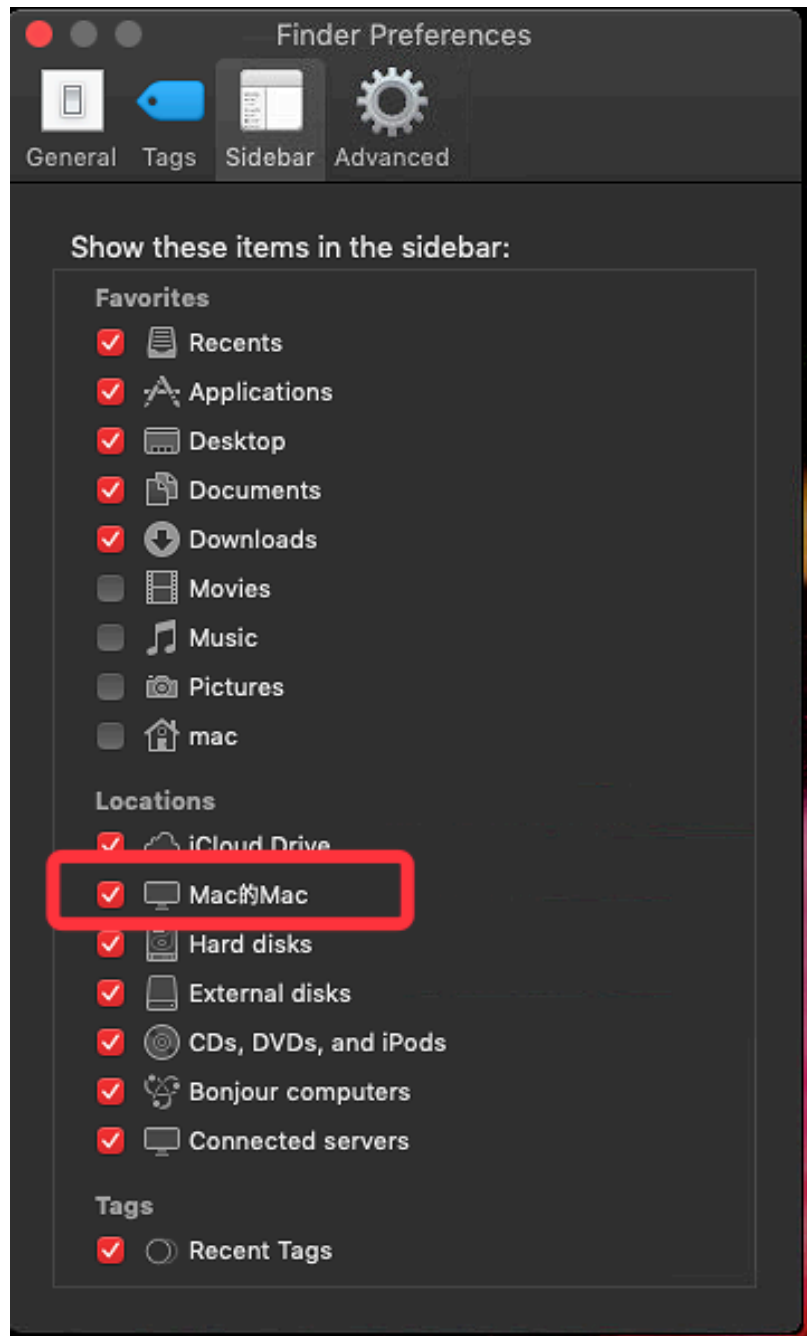 Finder Preferences
General Tags Sidebar Advanced
Show these items in the sidebar:
Favorites
Recents
Applications
Desktop
Documents
Downloads
Movies
Music
Pictures
mac
Locations
iCloud Drive
Mac的Mac
Hard disks
External disks
CDs, DVDs, and iPods
Bonjour computers
Connected servers
Tags
Recent Tags